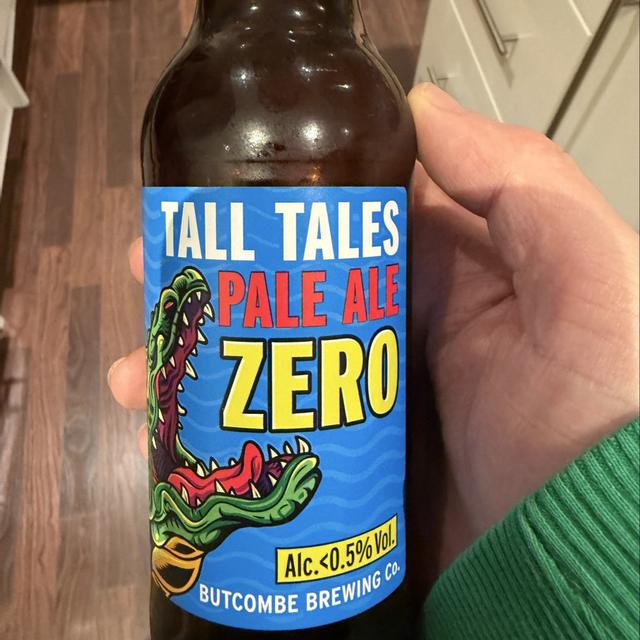 TALL TALES
PALE ALE
ZERO
Alc.<0.5% Vol.
BUTCOMBE BREWING Co.